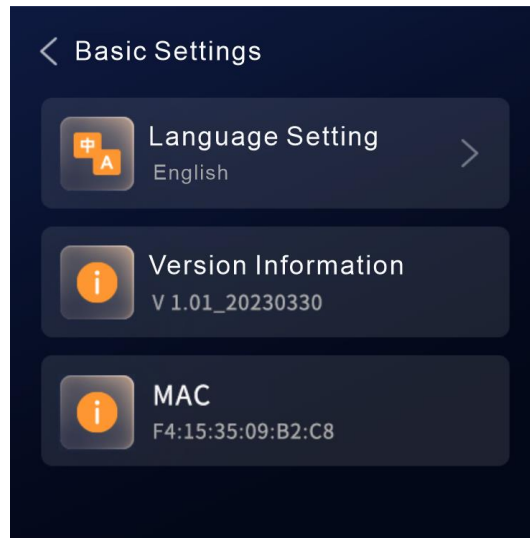 Basic Settings
中
A
Language Setting
English
i
Version Information
V 1.01_20230330
i
MAC
F4:15:35:09:B2:C8